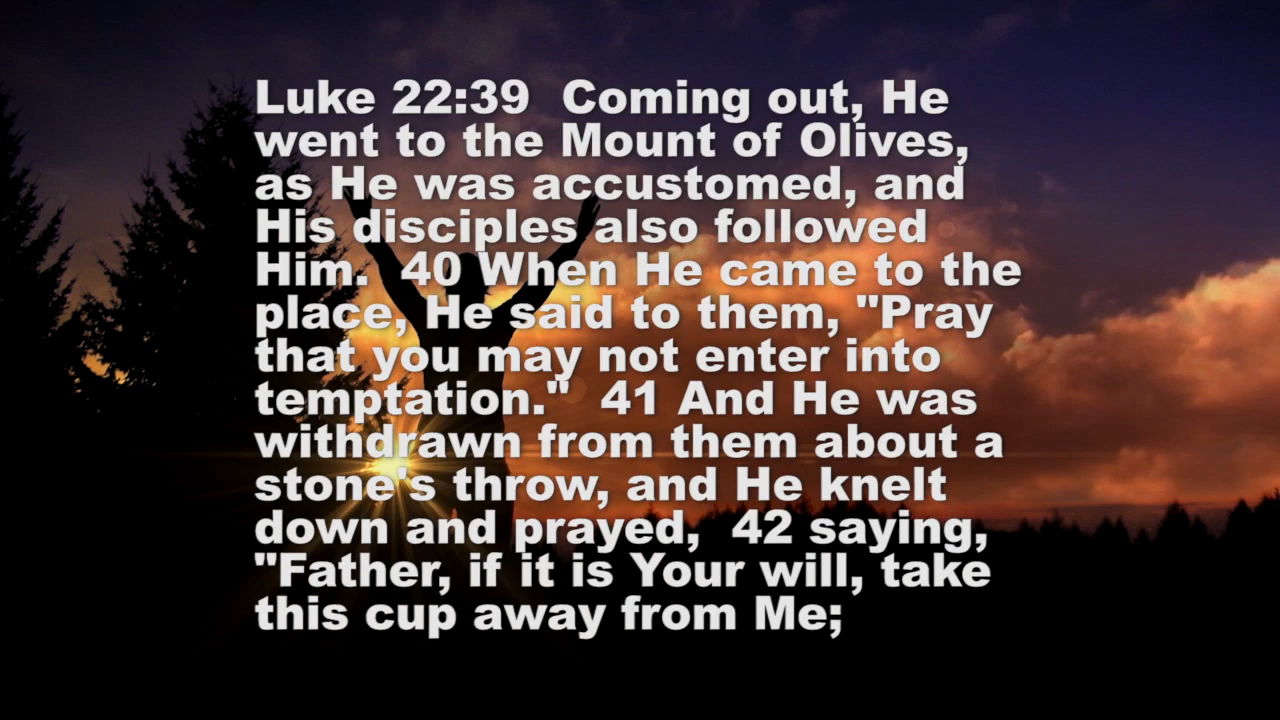 Luke 22:39  Coming out, He
went to the Mount of Olives,
as He was accustomed, and
His disciples also followed
Him.  40 When He came to the
place, He said to them, "Pray
that you may not enter into
temptation."  41 And He was
withdrawn from them about a
stone's throw, and He knelt
down and prayed,  42 saying,
"Father, if it is Your will, take
this cup away from Me;